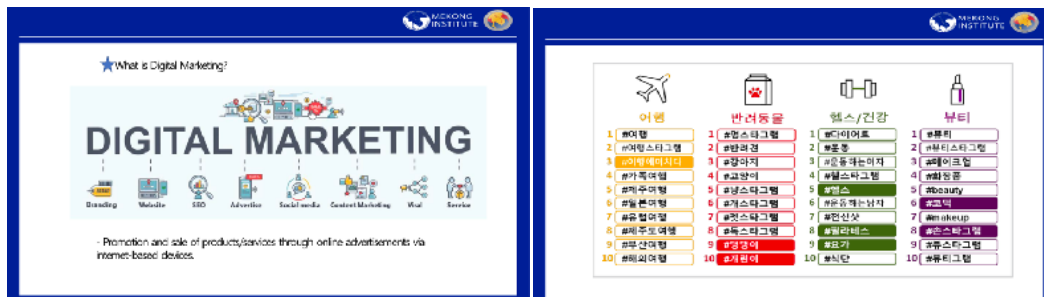 MEKONG
INSTITUTE
What is Digital Marketing?
DIGITAL MARKETING
Branding Website SEO Advertice Social media Content Marketing Viral Service
- Promotion and sale of products/services through online advertisements via
internet-based devices.
MEKONG
INSTITUTE
여행 반려동물 헬스/건강 뷰티
1 #여행 1 #멍스타그램 1 #다이어트 1 #뷰티
2 #여행스타그램 2 #반려견 2 #운동 2 #뷰티스타그램
3 #여행에미치다 3 #강아지 3 #운동하는여자 3 #메이크업
4 #가족여행 4 #고양이 4 #헬스타그램 4 #화장품
5 #제주여행 5 #냥스타그램 5 #헬스 5 #beauty
6 #일본여행 6 #개스타그램 6 #운동하는남자 6 #코덕
7 #유럽여행 7 #펫스타그램 7 #전신샷 7 #makeup
8 #제주도여행 8 #독스타그램 8 #필라테스 8 #손스타그램
9 #부산여행 9 #댕댕이 9 #요가 9 #뷰스타그램
10 #해외여행 10 #개린이 10 #식단 10 #뷰티그램